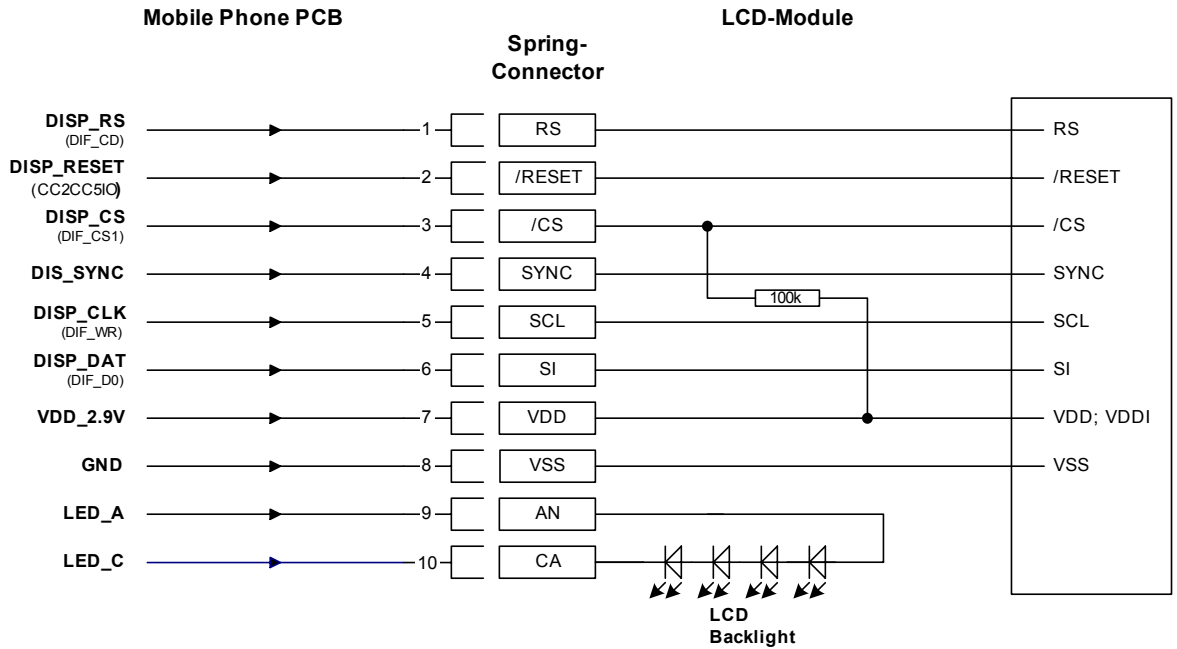 Mobile Phone PCB
LCD-Module
Spring-
Connector
DISP_RS
(DIF_CD)
1
RS
RS
DISP_RESET
(CC2CC5IO)
2
/RESET
/RESET
DISP_CS
(DIF_CS1)
3
/CS
/CS
DIS_SYNC
4
SYNC
SYNC
100k
DISP_CLK
(DIF_WR)
5
SCL
SCL
DISP_DAT
(DIF_D0)
6
SI
SI
VDD_2.9V
7
VDD
VDD; VDDI
GND
8
VSS
VSS
LED_A
9
AN
LED_C
10
CA
LCD
Backlight